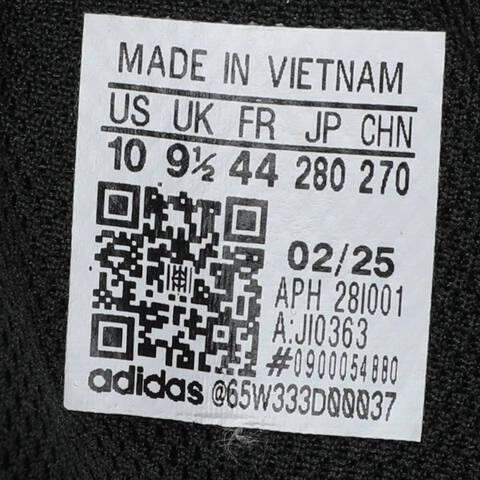 MADE IN VIETNAM
US UK FR JP CHN
10 9½ 44 280 270
02/25
APH 28I001
A:JI0363
#0900054880
adidas @65W333D00037